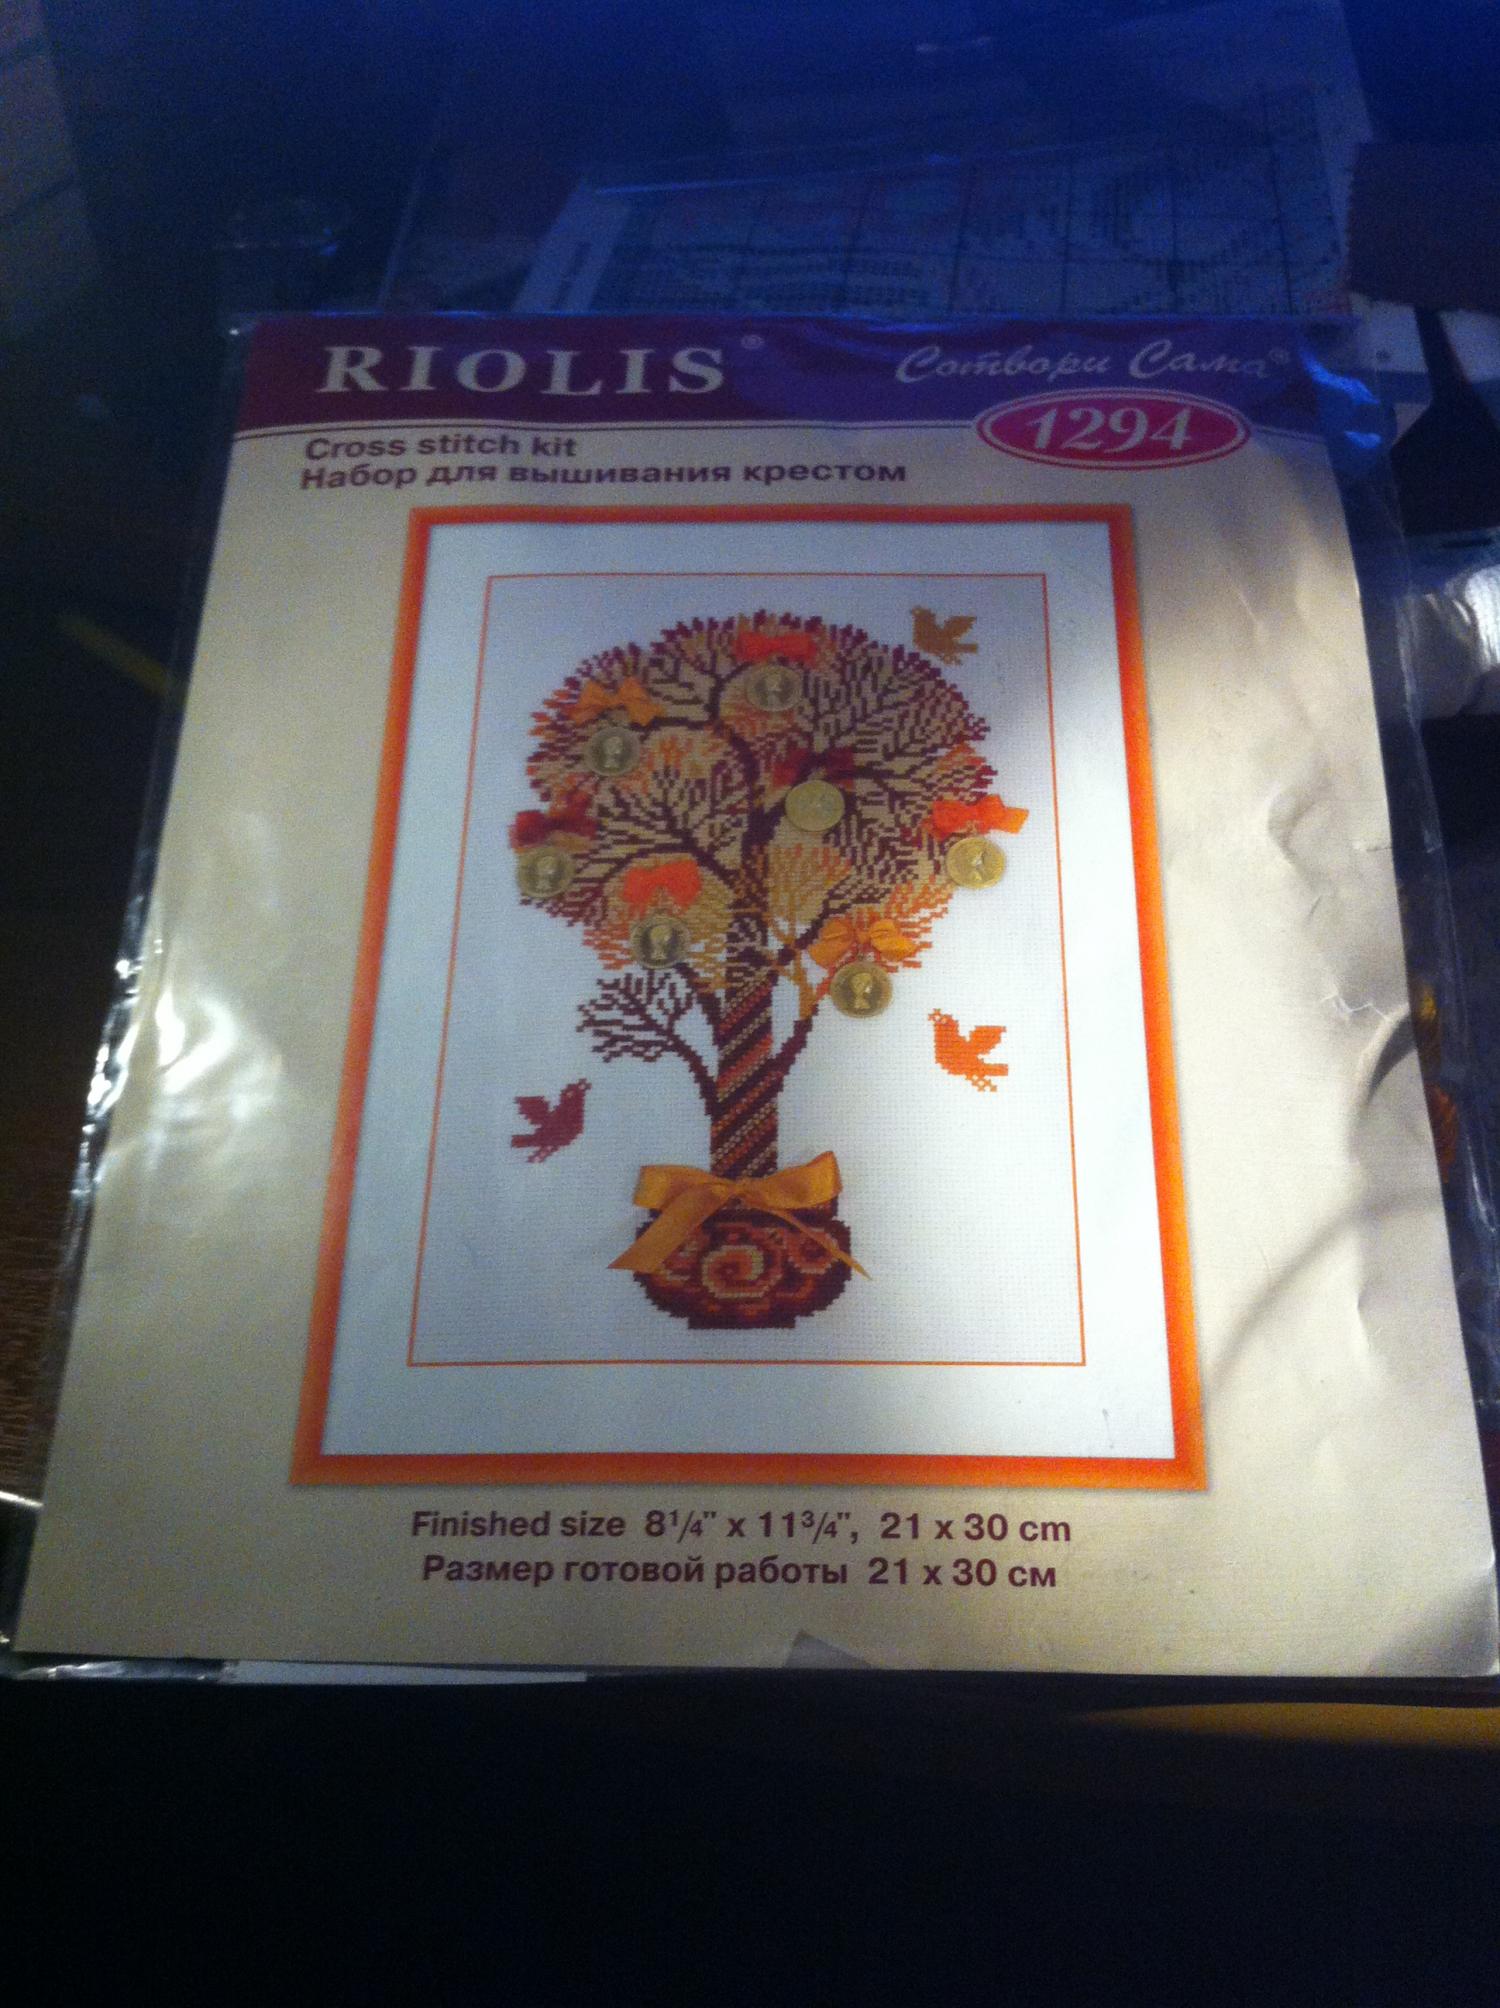 RIOLIS®
Сотвори Сама®
1294
Cross stitch kit
Набор для вышивания крестом
Finished size 8¹/₄" x 11³/₄", 21 x 30 cm
Размер готовой работы 21 x 30 см